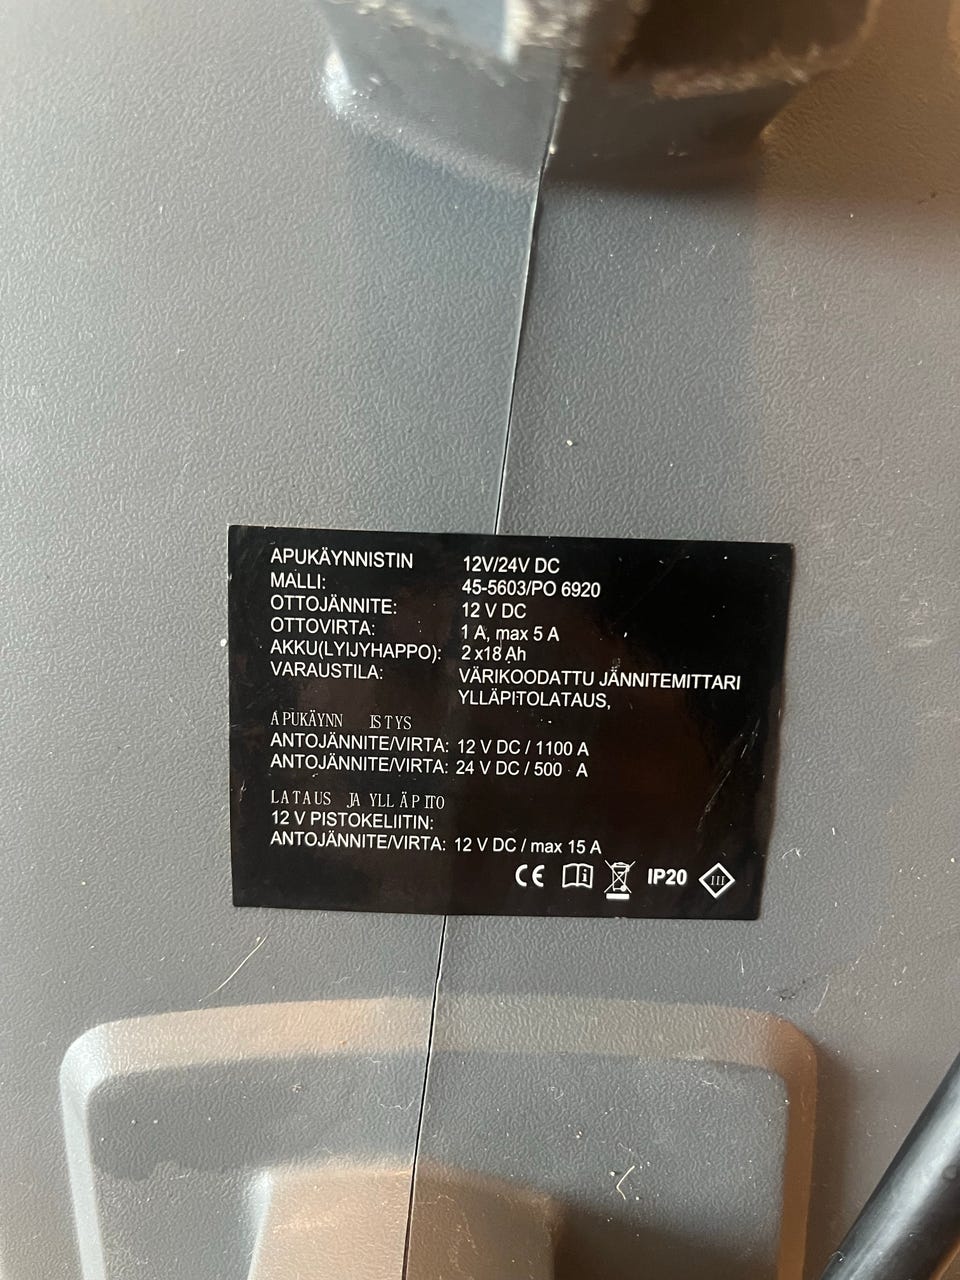 APUKÄYNNISTIN 12V/24V DC
MALLI: 45-5603/PO 6920
OTTOJÄNNITE: 12 V DC
OTTOVIRTA: 1 A, max 5 A
AKKU(LYIJYHAPPO): 2 x18 Ah
VARAUSTILA: VÄRIKOODATTU JÄNNITEMITTARI
YLLÄPITOLATAUS,
APUKÄYNN ISTYS
ANTOJÄNNITE/VIRTA: 12 V DC / 1100 A
ANTOJÄNNITE/VIRTA: 24 V DC / 500 A
LATAUS JA YLLÄPITO
12 V PISTOKELIITIN:
ANTOJÄNNITE/VIRTA: 12 V DC / max 15 A
CE IP20 III